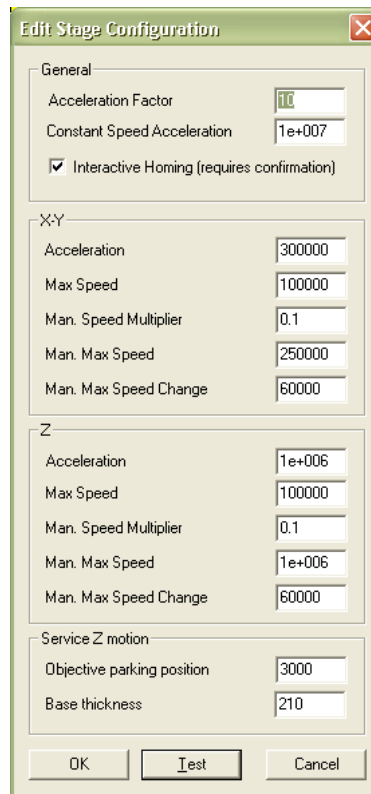 Edit Stage Configuration
General
Acceleration Factor 10
Constant Speed Acceleration 1e+007
Interactive Homing (requires confirmation)
X-Y
Acceleration 300000
Max Speed 100000
Man. Speed Multiplier 0.1
Man. Max Speed 250000
Man. Max Speed Change 60000
Z
Acceleration 1e+006
Max Speed 100000
Man. Speed Multiplier 0.1
Man. Max Speed 1e+006
Man. Max Speed Change 60000
Service Z motion
Objective parking position 3000
Base thickness 210
OK Test Cancel